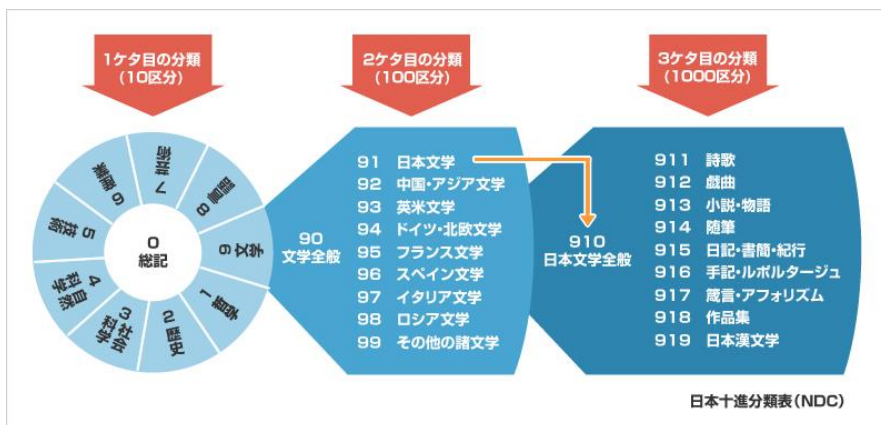 1ケタ目の分類
(10区分)
2ケタ目の分類
(100区分)
3ケタ目の分類
(1000区分)
0
総記
1 哲学
2 歴史
3 社会科学
4 自然科学
5 技術
6 産業
7 芸術
8 言語
9 文学
90
文学全般
91 日本文学
92 中国・アジア文学
93 英米文学
94 ドイツ・北欧文学
95 フランス文学
96 スペイン文学
97 イタリア文学
98 ロシア文学
99 その他の諸文学
910
日本文学全般
911 詩歌
912 戯曲
913 小説・物語
914 随筆
915 日記・書簡・紀行
916 手記・ルポルタージュ
917 箴言・アフォリズム
918 作品集
919 日本漢文学
日本十進分類表(NDC)